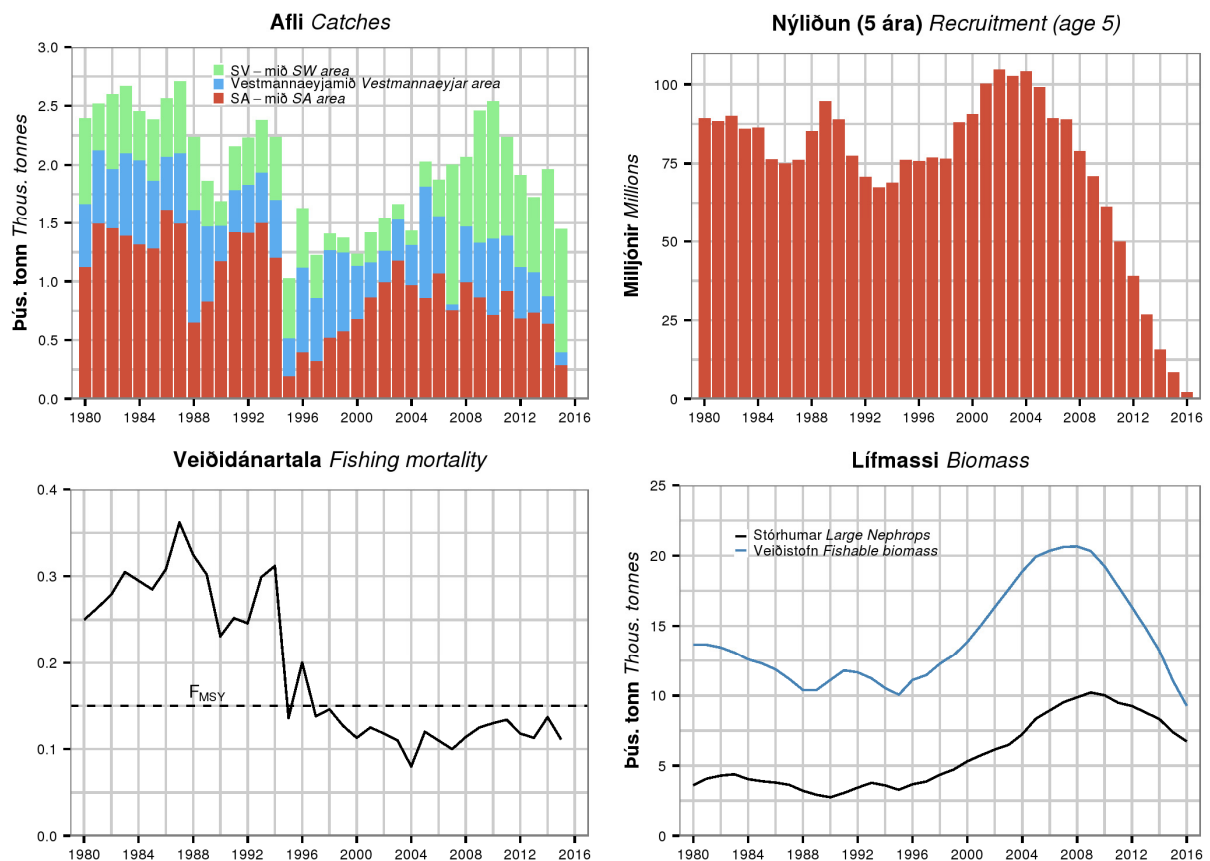 Afli Catches
Þús. tonn Thous. tonnes
3.0
2.5
2.0
1.5
1.0
0.5
0.0
SV – mið SW area
Vestmannaeyjamið Vestmannaeyjar area
SA – mið SA area
1980 1984 1988 1992 1996 2000 2004 2008 2012 2016
Nýliðun (5 ára) Recruitment (age 5)
Milljónir Millions
100
75
50
25
0
1980 1984 1988 1992 1996 2000 2004 2008 2012 2016
Veiðidánartala Fishing mortality
0.4
0.3
0.2
0.1
0.0
FMSY
1980 1984 1988 1992 1996 2000 2004 2008 2012 2016
Lífmassi Biomass
Þús. tonn Thous. tonnes
25
20
15
10
5
0
Stórhumar Large Nephrops
Veiðistofn Fishable biomass
1980 1984 1988 1992 1996 2000 2004 2008 2012 2016